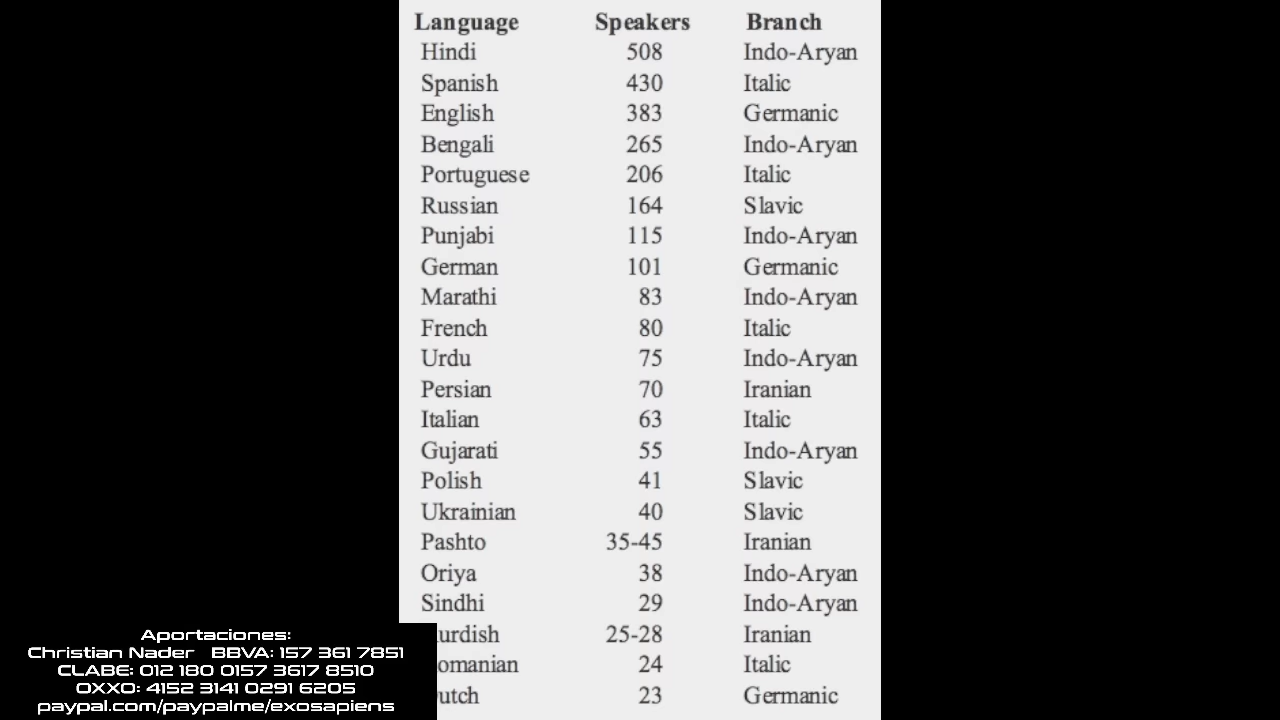 Language Speakers Branch
Hindi 508 Indo-Aryan
Spanish 430 Italic
English 383 Germanic
Bengali 265 Indo-Aryan
Portuguese 206 Italic
Russian 164 Slavic
Punjabi 115 Indo-Aryan
German 101 Germanic
Marathi 83 Indo-Aryan
French 80 Italic
Urdu 75 Indo-Aryan
Persian 70 Iranian
Italian 63 Italic
Gujarati 55 Indo-Aryan
Polish 41 Slavic
Ukrainian 40 Slavic
Pashto 35-45 Iranian
Oriya 38 Indo-Aryan
Sindhi 29 Indo-Aryan
urdish 25-28 Iranian
omanian 24 Italic
utch 23 Germanic
Aportaciones:
Christian Nader BBVA: 157 361 7851
CLABE: 012 180 0157 3617 8510
OXXO: 4152 3141 0291 6205
paypal.com/paypalme/exosapiens